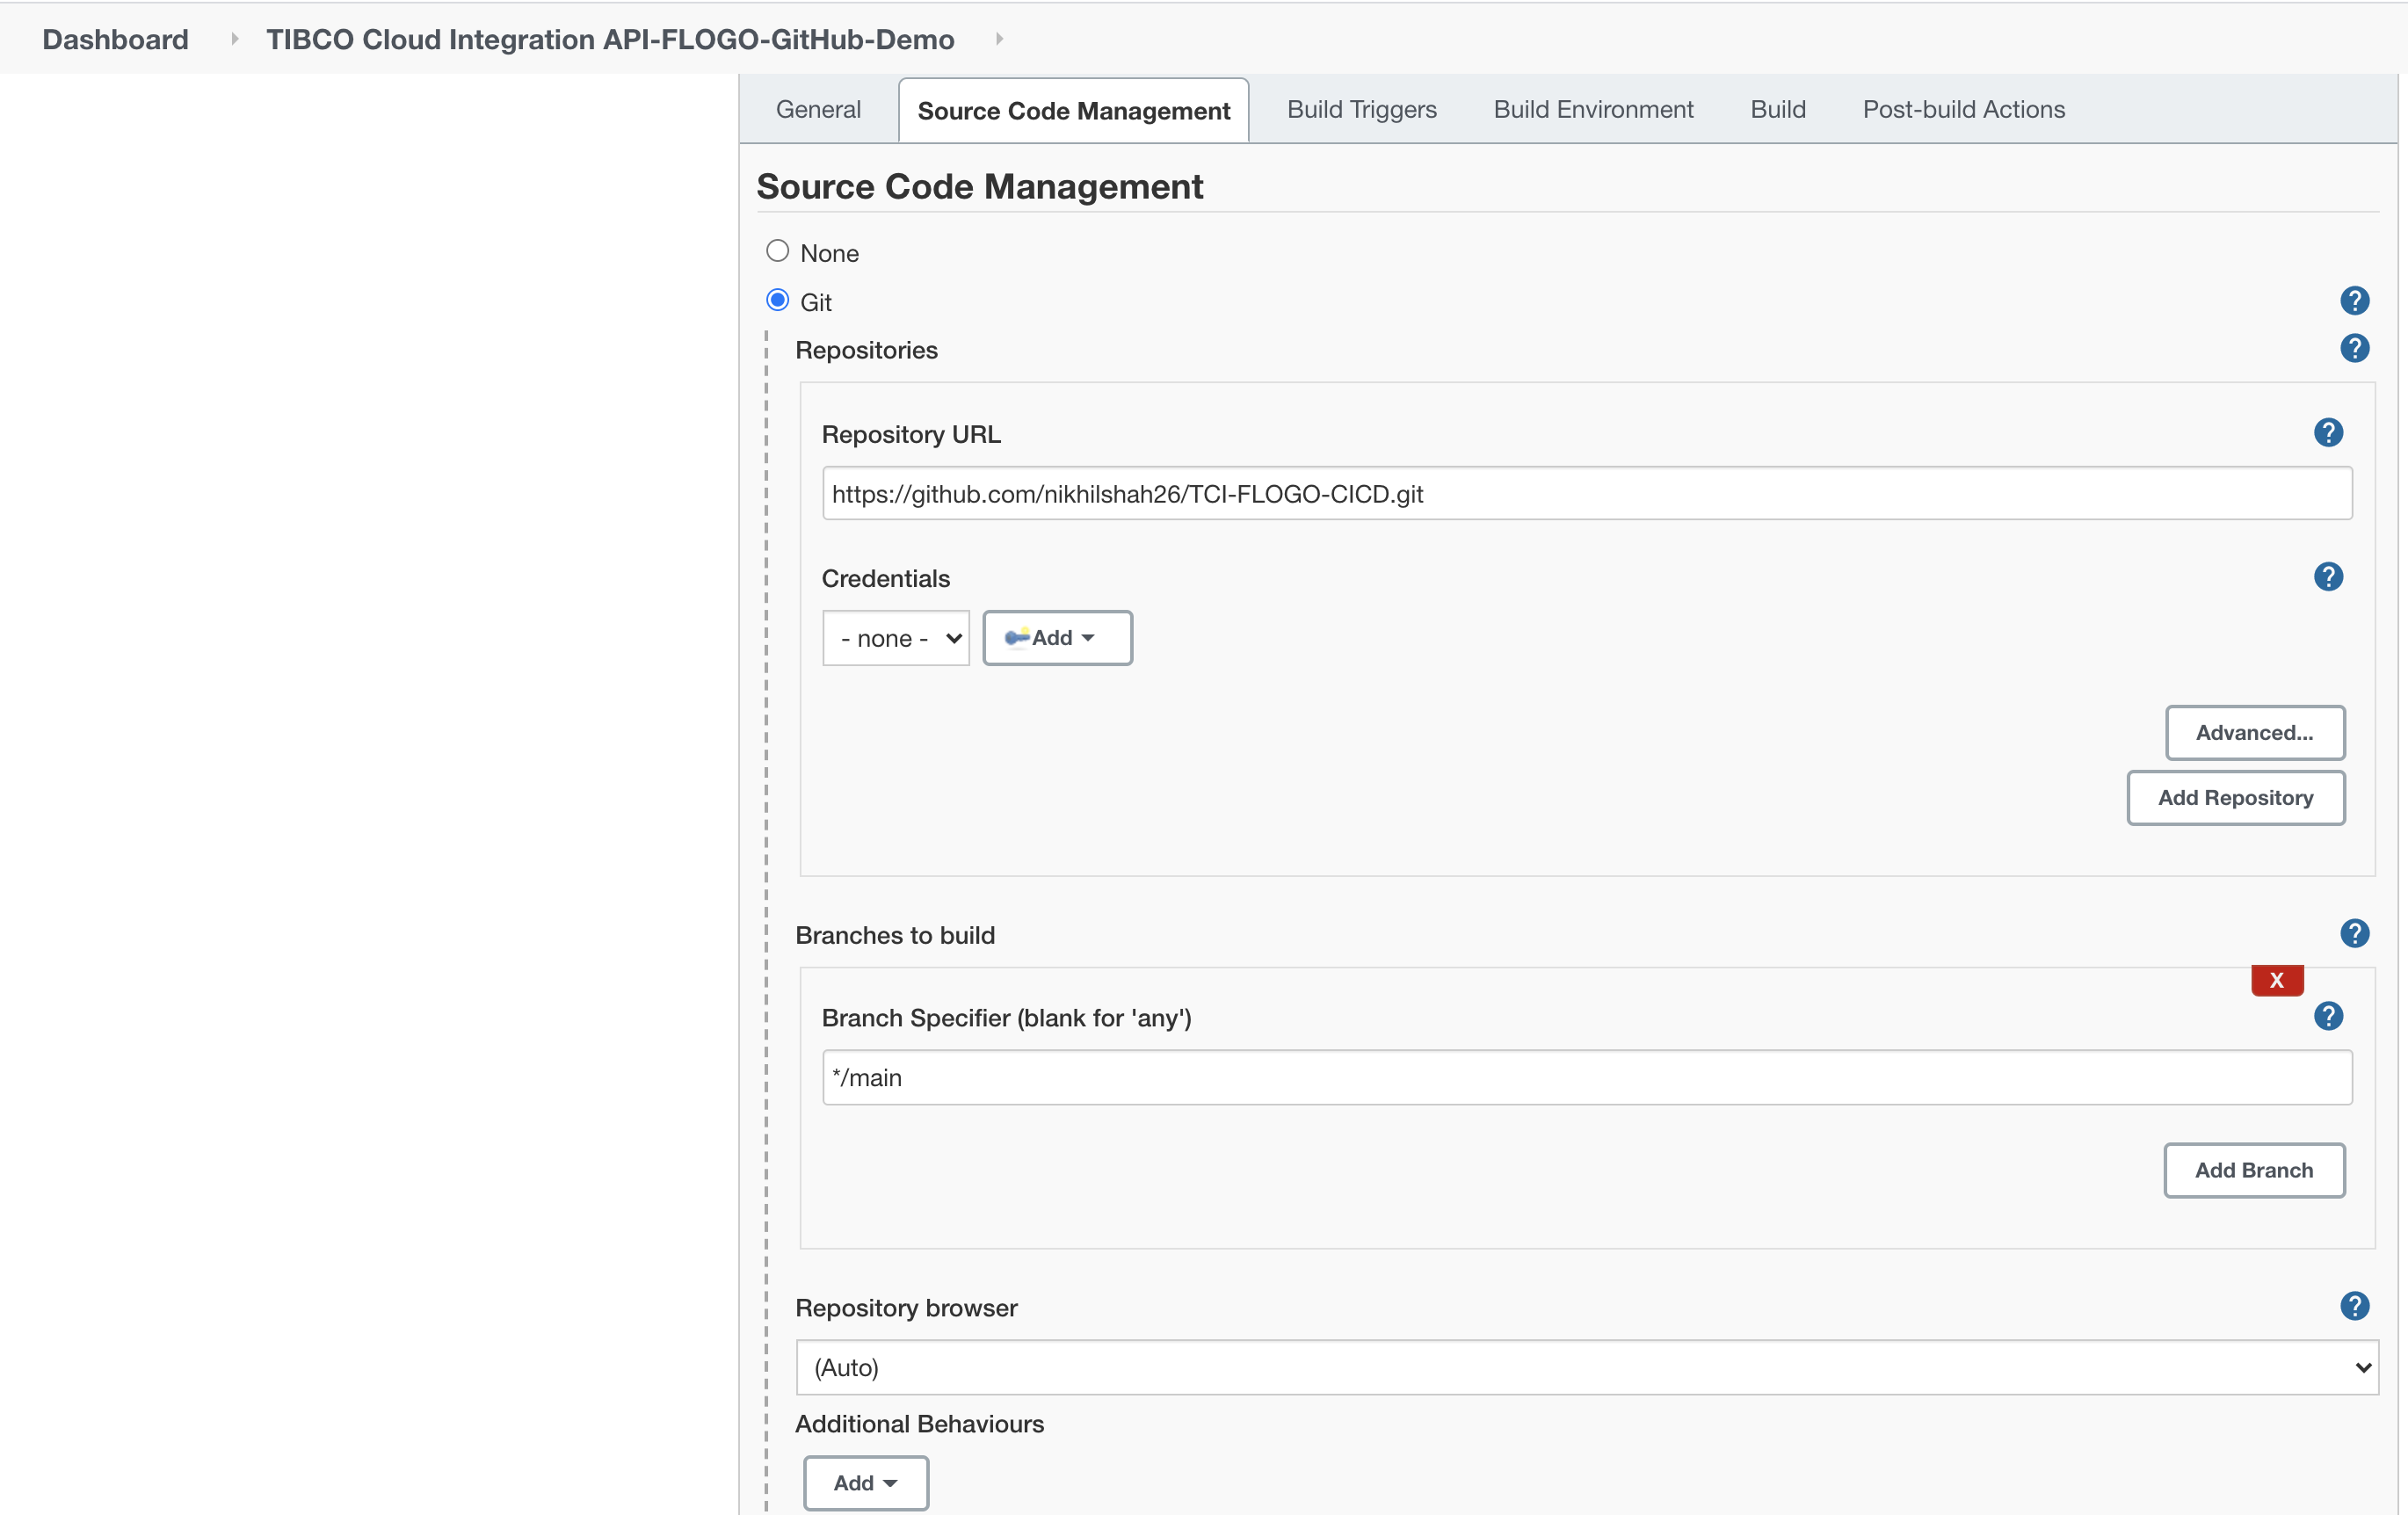 Dashboard TIBCO Cloud Integration API-FLOGO-GitHub-Demo
General Source Code Management Build Triggers Build Environment Build Post-build Actions
Source Code Management
None
Git
?
Repositories
?
Repository URL
?
https://github.com/nikhilshah26/TCI-FLOGO-CICD.git
Credentials
?
- none - Add
Advanced...
Add Repository
Branches to build
?
X
Branch Specifier (blank for 'any')
?
*/main
Add Branch
Repository browser
?
(Auto)
Additional Behaviours
Add